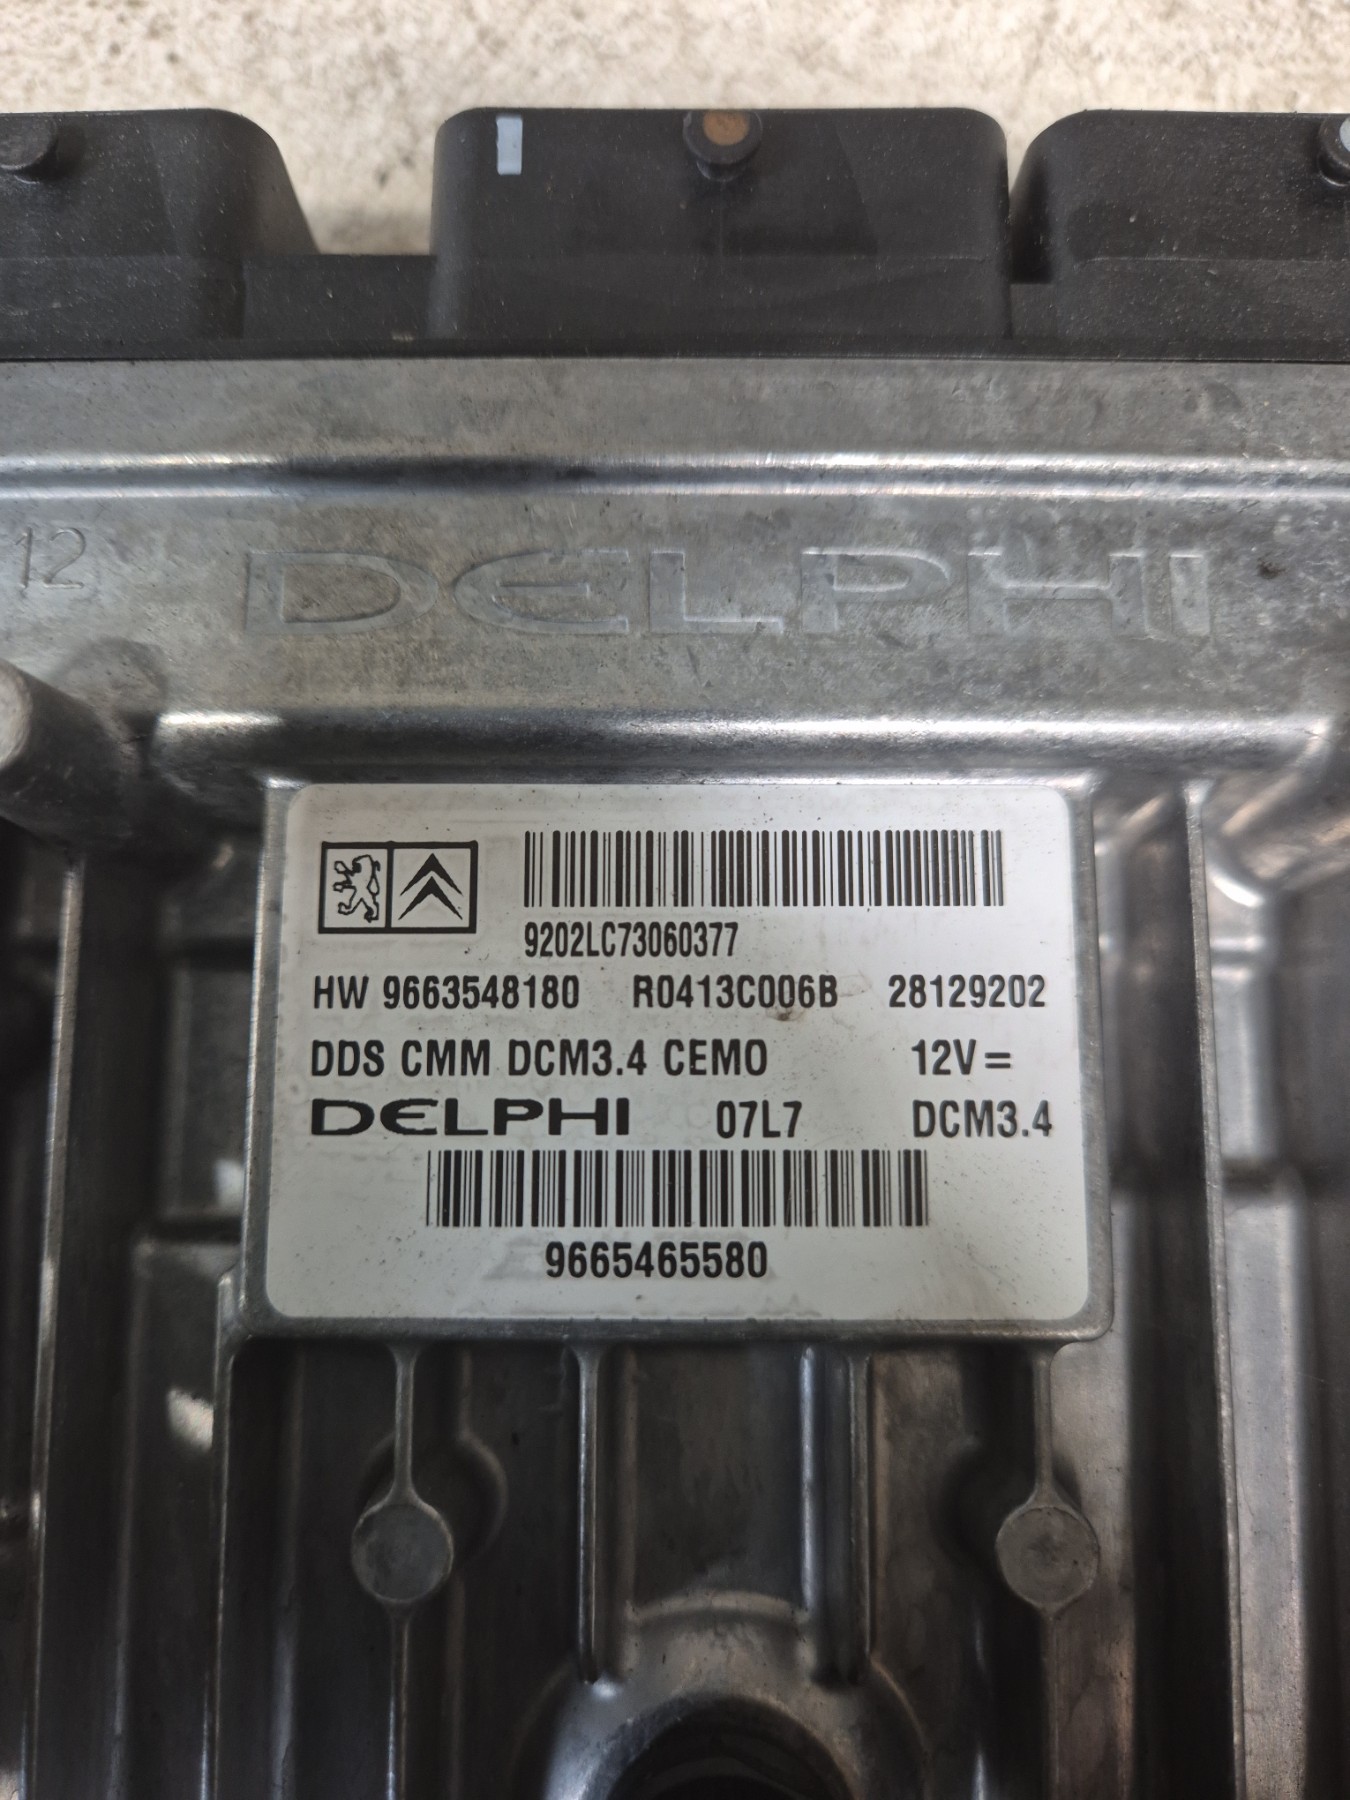 12 DELPHI
9202LC73060377
HW 9663548180 R0413C006B 28129202
DDS CMM DCM3.4 CEMO 12V=
DELPHI 07L7 DCM3.4
9665465580